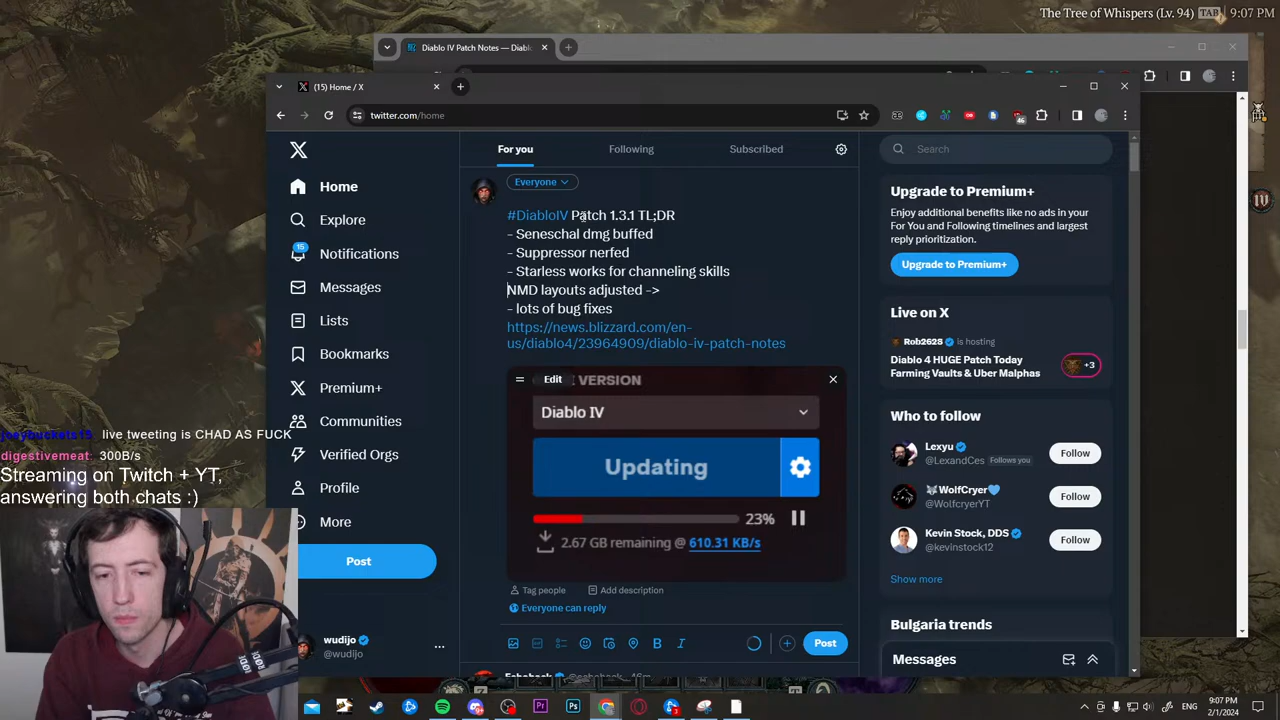 The Tree of Whispers (Lv. 94) TAB 9:07 PM
Diablo IV Patch Notes — Diabl
(15) Home / X
twitter.com/home
46
For you
Following
Subscribed
Search
Everyone
Home
Explore
15
Notifications
Messages
Lists
Bookmarks
Premium+
Communities
Verified Orgs
Profile
More
Post
wudijo
@wudijo
#DiabloIV Patch 1.3.1 TL;DR
- Seneschal dmg buffed
- Suppressor nerfed
- Starless works for channeling skills
NMD layouts adjusted ->
- lots of bug fixes
https://news.blizzard.com/en-
us/diablo4/23964909/diablo-iv-patch-notes
Edit
VERSION
Diablo IV
Updating
23%
2.67 GB remaining @ 610.31 KB/s
Tag people
Add description
Everyone can reply
Post
Upgrade to Premium+
Enjoy additional benefits like no ads in your
For You and Following timelines and largest
reply prioritization.
Upgrade to Premium+
Live on X
Rob2628 is hosting
Diablo 4 HUGE Patch Today
Farming Vaults & Uber Malphas
+3
Who to follow
Lexyu
@LexandCes Follows you
Follow
WolfCryer
@WolfcryerYT
Follow
Kevin Stock, DDS
@kevinstock12
Follow
Show more
Bulgaria trends
Messages
joeybuckets15 live tweeting is CHAD AS FUCK
digestivemeat: 300B/s
Streaming on Twitch + YT,
answering both chats :)
RØDE
ENG
9:07 PM
2/1/2024